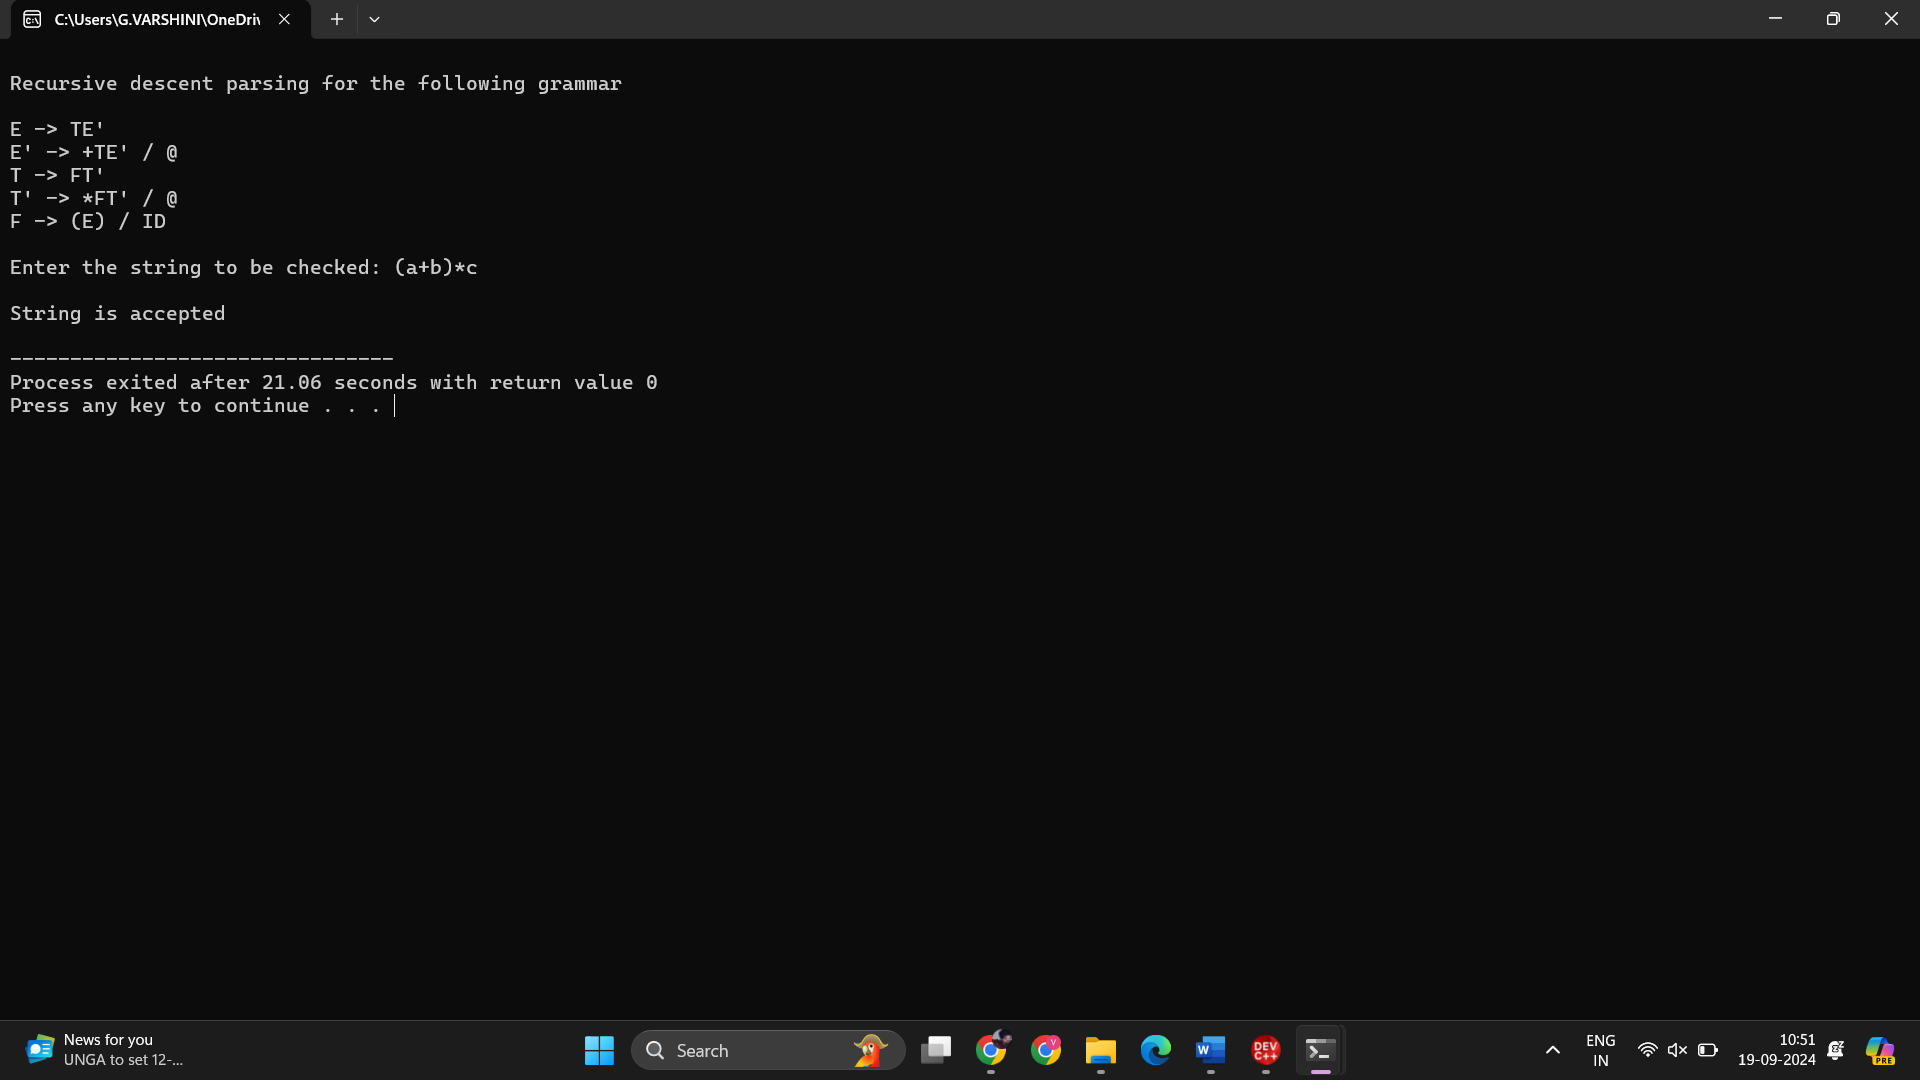 C:\Users\G.VARSHINI\OneDri
Recursive descent parsing for the following grammar
E -> TE'
E' -> +TE' / @
T -> FT'
T' -> *FT' / @
F -> (E) / ID
Enter the string to be checked: (a+b)*c
String is accepted
--------------------------------
Process exited after 21.06 seconds with return value 0
Press any key to continue . . .
News for you
UNGA to set 12-...
Search
V
W
DEV
C++
ENG
IN
10:51
19-09-2024
PRE